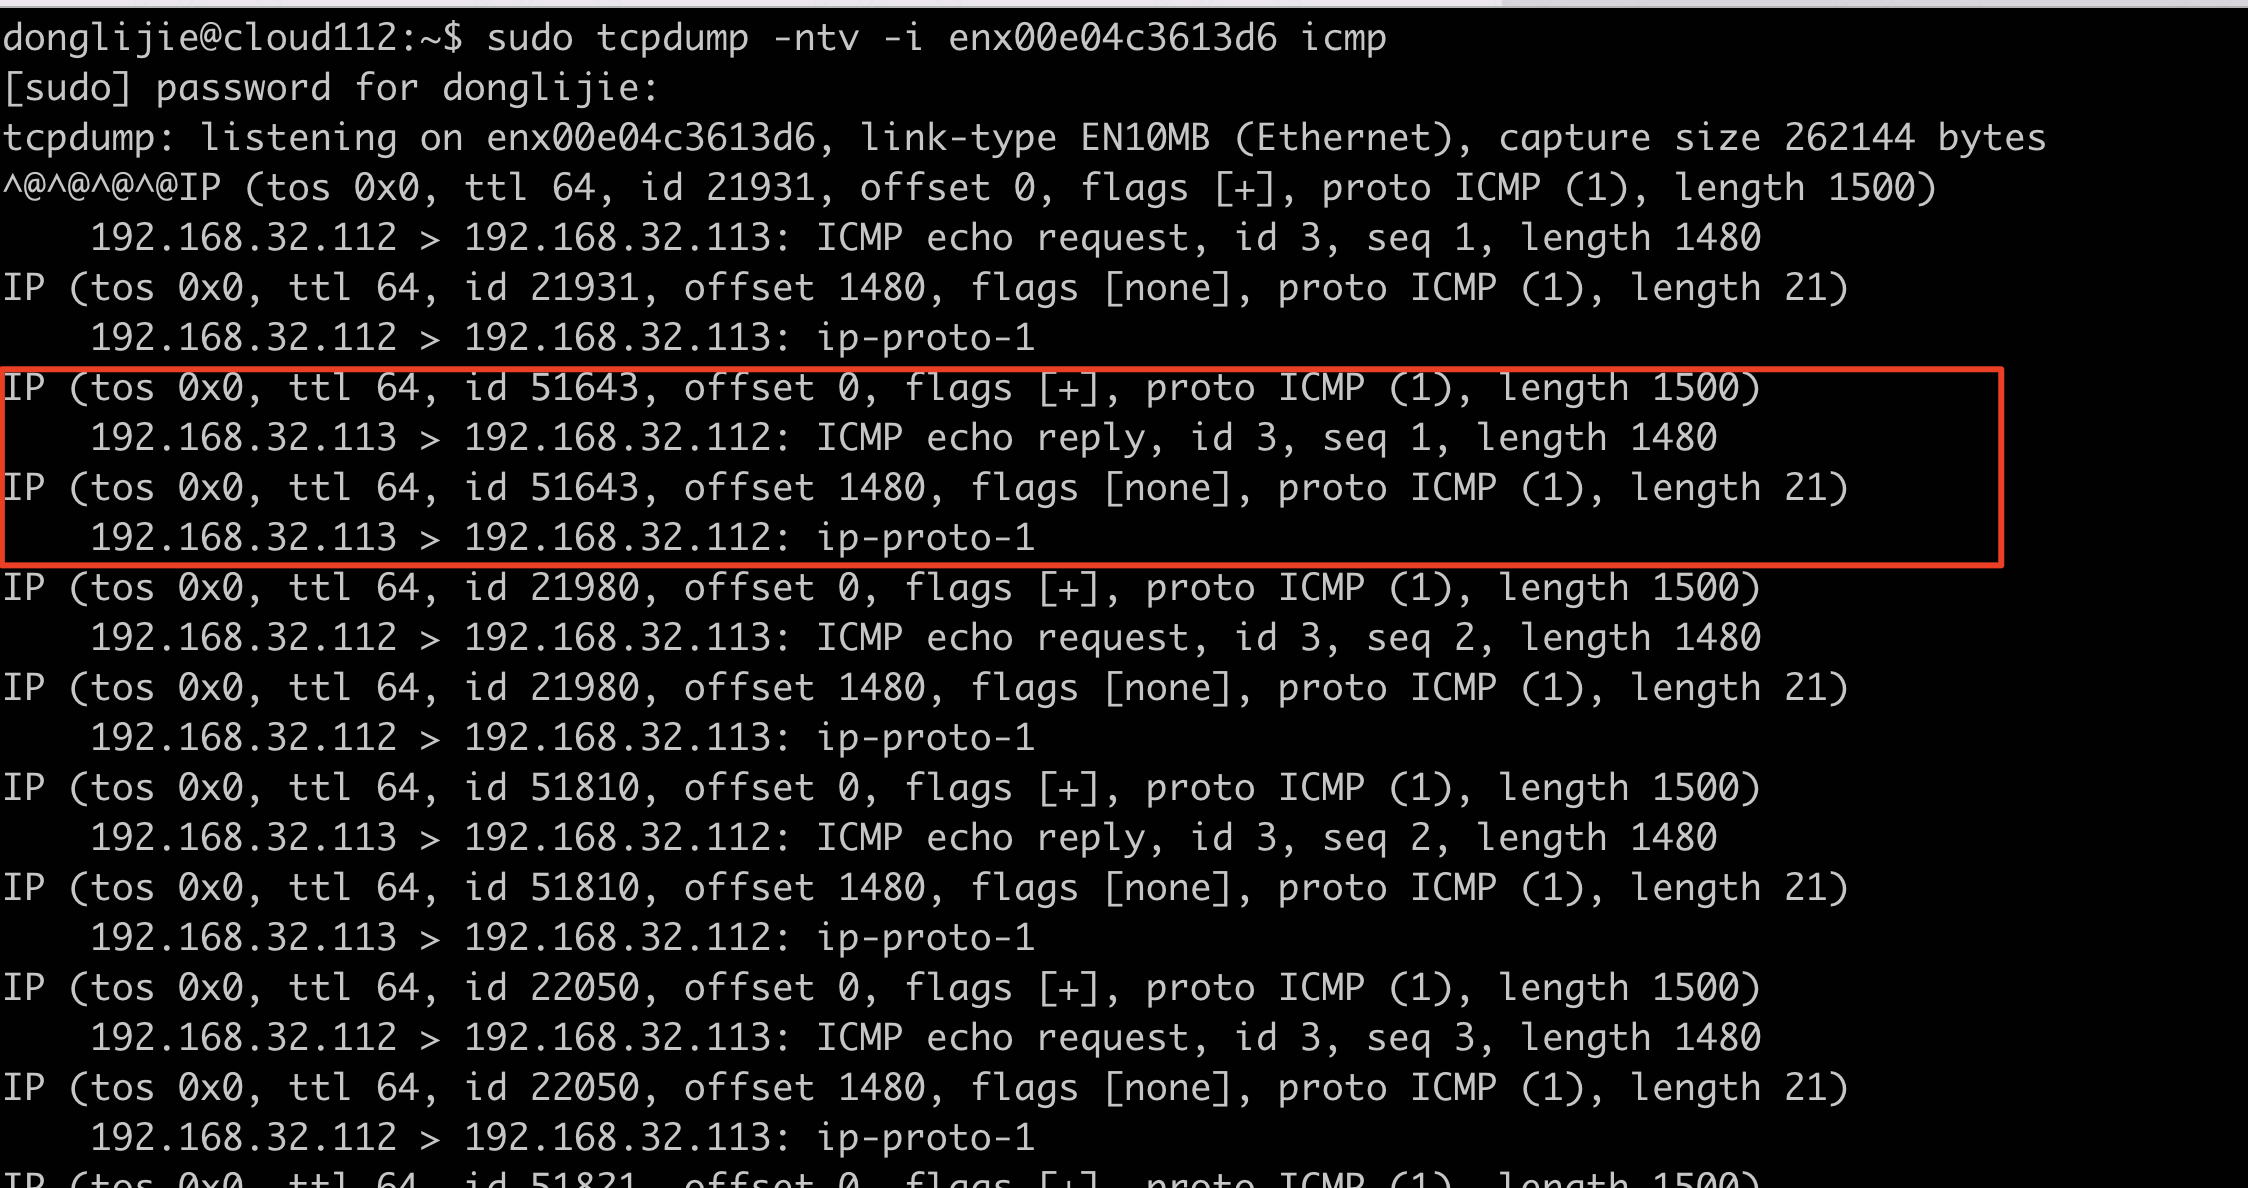 donglijie@cloud112:~$ sudo tcpdump -ntv -i enx00e04c3613d6 icmp
[sudo] password for donglijie:
tcpdump: listening on enx00e04c3613d6, link-type EN10MB (Ethernet), capture size 262144 bytes
^@^@^@^@IP (tos 0x0, ttl 64, id 21931, offset 0, flags [+], proto ICMP (1), length 1500)
    192.168.32.112 > 192.168.32.113: ICMP echo request, id 3, seq 1, length 1480
IP (tos 0x0, ttl 64, id 21931, offset 1480, flags [none], proto ICMP (1), length 21)
    192.168.32.112 > 192.168.32.113: ip-proto-1
IP (tos 0x0, ttl 64, id 51643, offset 0, flags [+], proto ICMP (1), length 1500)
    192.168.32.113 > 192.168.32.112: ICMP echo reply, id 3, seq 1, length 1480
IP (tos 0x0, ttl 64, id 51643, offset 1480, flags [none], proto ICMP (1), length 21)
    192.168.32.113 > 192.168.32.112: ip-proto-1
IP (tos 0x0, ttl 64, id 21980, offset 0, flags [+], proto ICMP (1), length 1500)
    192.168.32.112 > 192.168.32.113: ICMP echo request, id 3, seq 2, length 1480
IP (tos 0x0, ttl 64, id 21980, offset 1480, flags [none], proto ICMP (1), length 21)
    192.168.32.112 > 192.168.32.113: ip-proto-1
IP (tos 0x0, ttl 64, id 51810, offset 0, flags [+], proto ICMP (1), length 1500)
    192.168.32.113 > 192.168.32.112: ICMP echo reply, id 3, seq 2, length 1480
IP (tos 0x0, ttl 64, id 51810, offset 1480, flags [none], proto ICMP (1), length 21)
    192.168.32.113 > 192.168.32.112: ip-proto-1
IP (tos 0x0, ttl 64, id 22050, offset 0, flags [+], proto ICMP (1), length 1500)
    192.168.32.112 > 192.168.32.113: ICMP echo request, id 3, seq 3, length 1480
IP (tos 0x0, ttl 64, id 22050, offset 1480, flags [none], proto ICMP (1), length 21)
    192.168.32.112 > 192.168.32.113: ip-proto-1
IP (tos 0x0, ttl 64, id 51821, offset 0, flags [+], proto ICMP (1), length 1500)